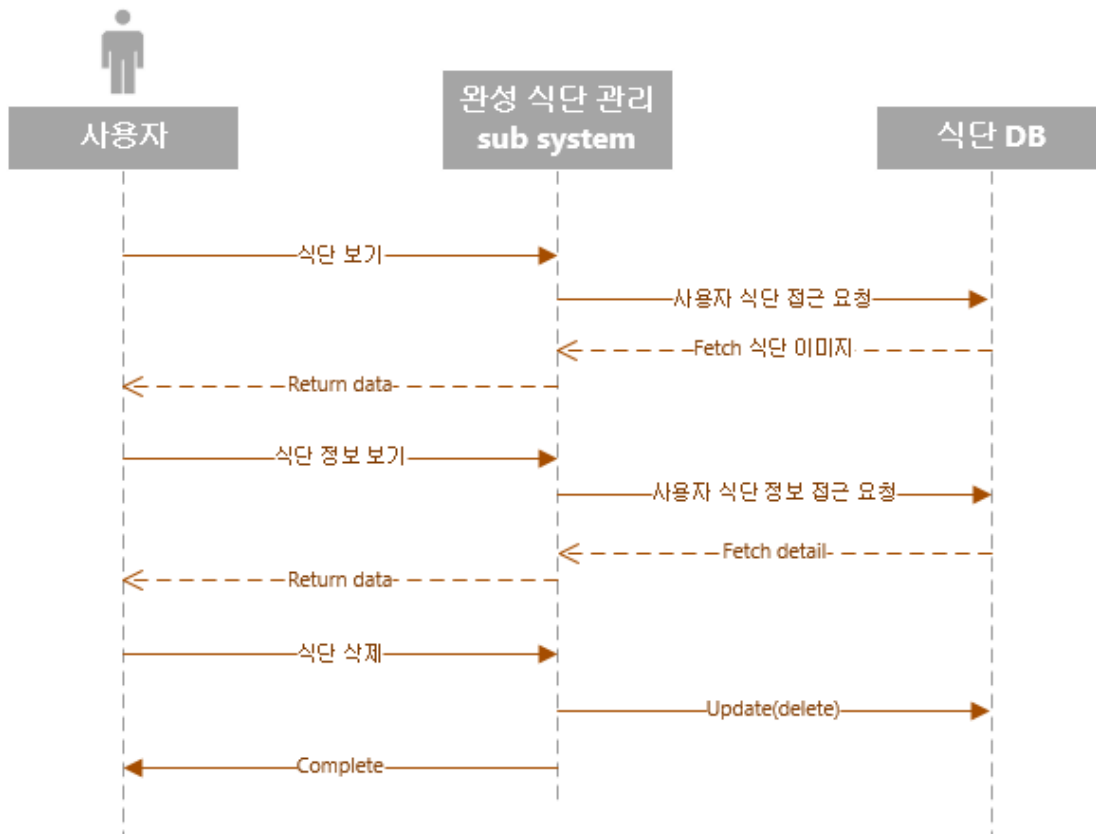 사용자
완성 식단 관리
sub system
식단 DB
식단 보기
사용자 식단 접근 요청
Fetch 식단 이미지
Return data
식단 정보 보기
사용자 식단 정보 접근 요청
Fetch detail
Return data
식단 삭제
Update(delete)
Complete